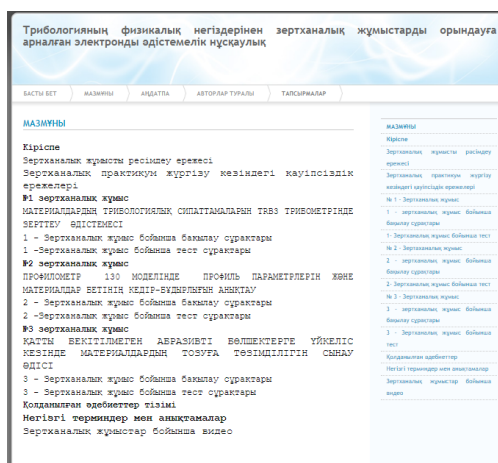 Трибологияның физикалық негіздерінен зертханалық жұмыстарды орындауға
арналған электронды әдістемелік нұсқаулық
БАСТЫ БЕТ
МАЗМҰНЫ
АҢДАТПА
АВТОРЛАР ТУРАЛЫ
ТАПСЫРМАЛАР
МАЗМҰНЫ
Кіріспе
Зертханалық жұмысты ресімдеу ережесі
Зертханалық практикум жүргізу кезіндегі қауіпсіздік
ережелері
№1 зертханалық жұмыс
МАТЕРИАЛДАРДЫҢ ТРИБОЛОГИЯЛЫҚ СИПАТТАМАЛАРЫН TRB3 ТРИБОМЕТРІНДЕ
ЗЕРТТЕУ ӘДІСТЕМЕСІ
1 – Зертханалық жұмыс бойынша бақылау сұрақтары
1 –Зертханалық жұмыс бойынша тест сұрақтары
№2 зертханалық жұмыс
ПРОФИЛОМЕТР 130 МОДЕЛІНДЕ ПРОФИЛЬ ПАРАМЕТРЛЕРІН ЖӘНЕ
МАТЕРИАЛДАР БЕТІНІҢ КЕДІР-БҰДЫРЛЫҒЫН АНЫҚТАУ
2 – Зертханалық жұмыс бойынша бақылау сұрақтары
2 –Зертханалық жұмыс бойынша тест сұрақтары
№3 зертханалық жұмыс
ҚАТТЫ БЕКІТІЛМЕГЕН АБРАЗИВТІ БӨЛШЕКТЕРГЕ ҮЙКЕЛІС
КЕЗІНДЕ МАТЕРИАЛДАРДЫҢ ТОЗУҒА ТӨЗІМДІЛІГІН СЫНАУ
ӘДІСІ
3 – Зертханалық жұмыс бойынша бақылау сұрақтары
3 – Зертханалық жұмыс бойынша тест сұрақтары
Қолданылған әдебиеттер тізімі
Негізгі терминдер мен анықтамалар
Зертханалық жұмыстар бойынша видео
МАЗМҰНЫ
Кіріспе
Зертханалық жұмысты ресімдеу
ережесі
Зертханалық практикум жүргізу
кезіндегі қауіпсіздік ережелері
№ 1 - Зертханалық жұмыс
1 - зертханалық жұмыс бойынша
бақылау сұрақтары
1- Зертханалық жұмыс бойынша тест
№ 2 - Зертханалық жұмыс
2 - зертханалық жұмыс бойынша
бақылау сұрақтары
2- Зертханалық жұмыс бойынша тест
№ 3 - Зертханалық жұмыс
3 - зертханалық жұмыс бойынша
бақылау сұрақтары
3 - Зертханалық жұмыс бойынша
тест
Қолданылған әдебиеттер
Негізгі терминдер мен анықтамалар
Зертханалық жұмыстар бойынша
видео